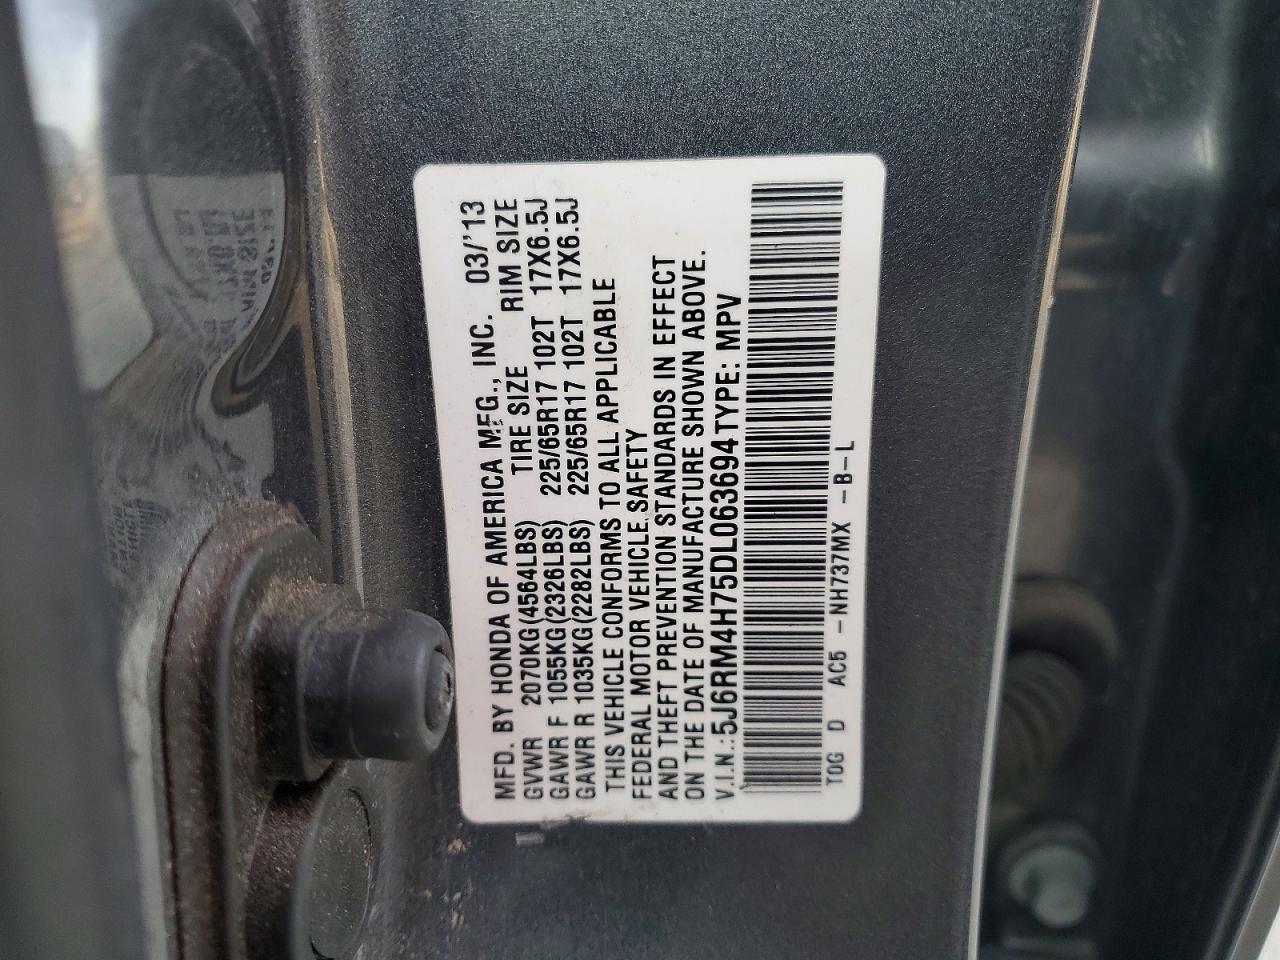 MFD. BY HONDA OF AMERICA MFG., INC. 03/'13
GVWR 2070KG(4564LBS) TIRE SIZE RIM SIZE
GAWR F 1055KG(2326LBS) 225/65R17 102T 17X6.5J
GAWR R 1035KG(2282LBS) 225/65R17 102T 17X6.5J
THIS VEHICLE CONFORMS TO ALL APPLICABLE
FEDERAL MOTOR VEHICLE SAFETY
AND THEFT PREVENTION STANDARDS IN EFFECT
ON THE DATE OF MANUFACTURE SHOWN ABOVE.
V.I.N.:5J6RM4H75DL063694 TYPE: MPV
TOG D AC5 -NH737MX -B-L